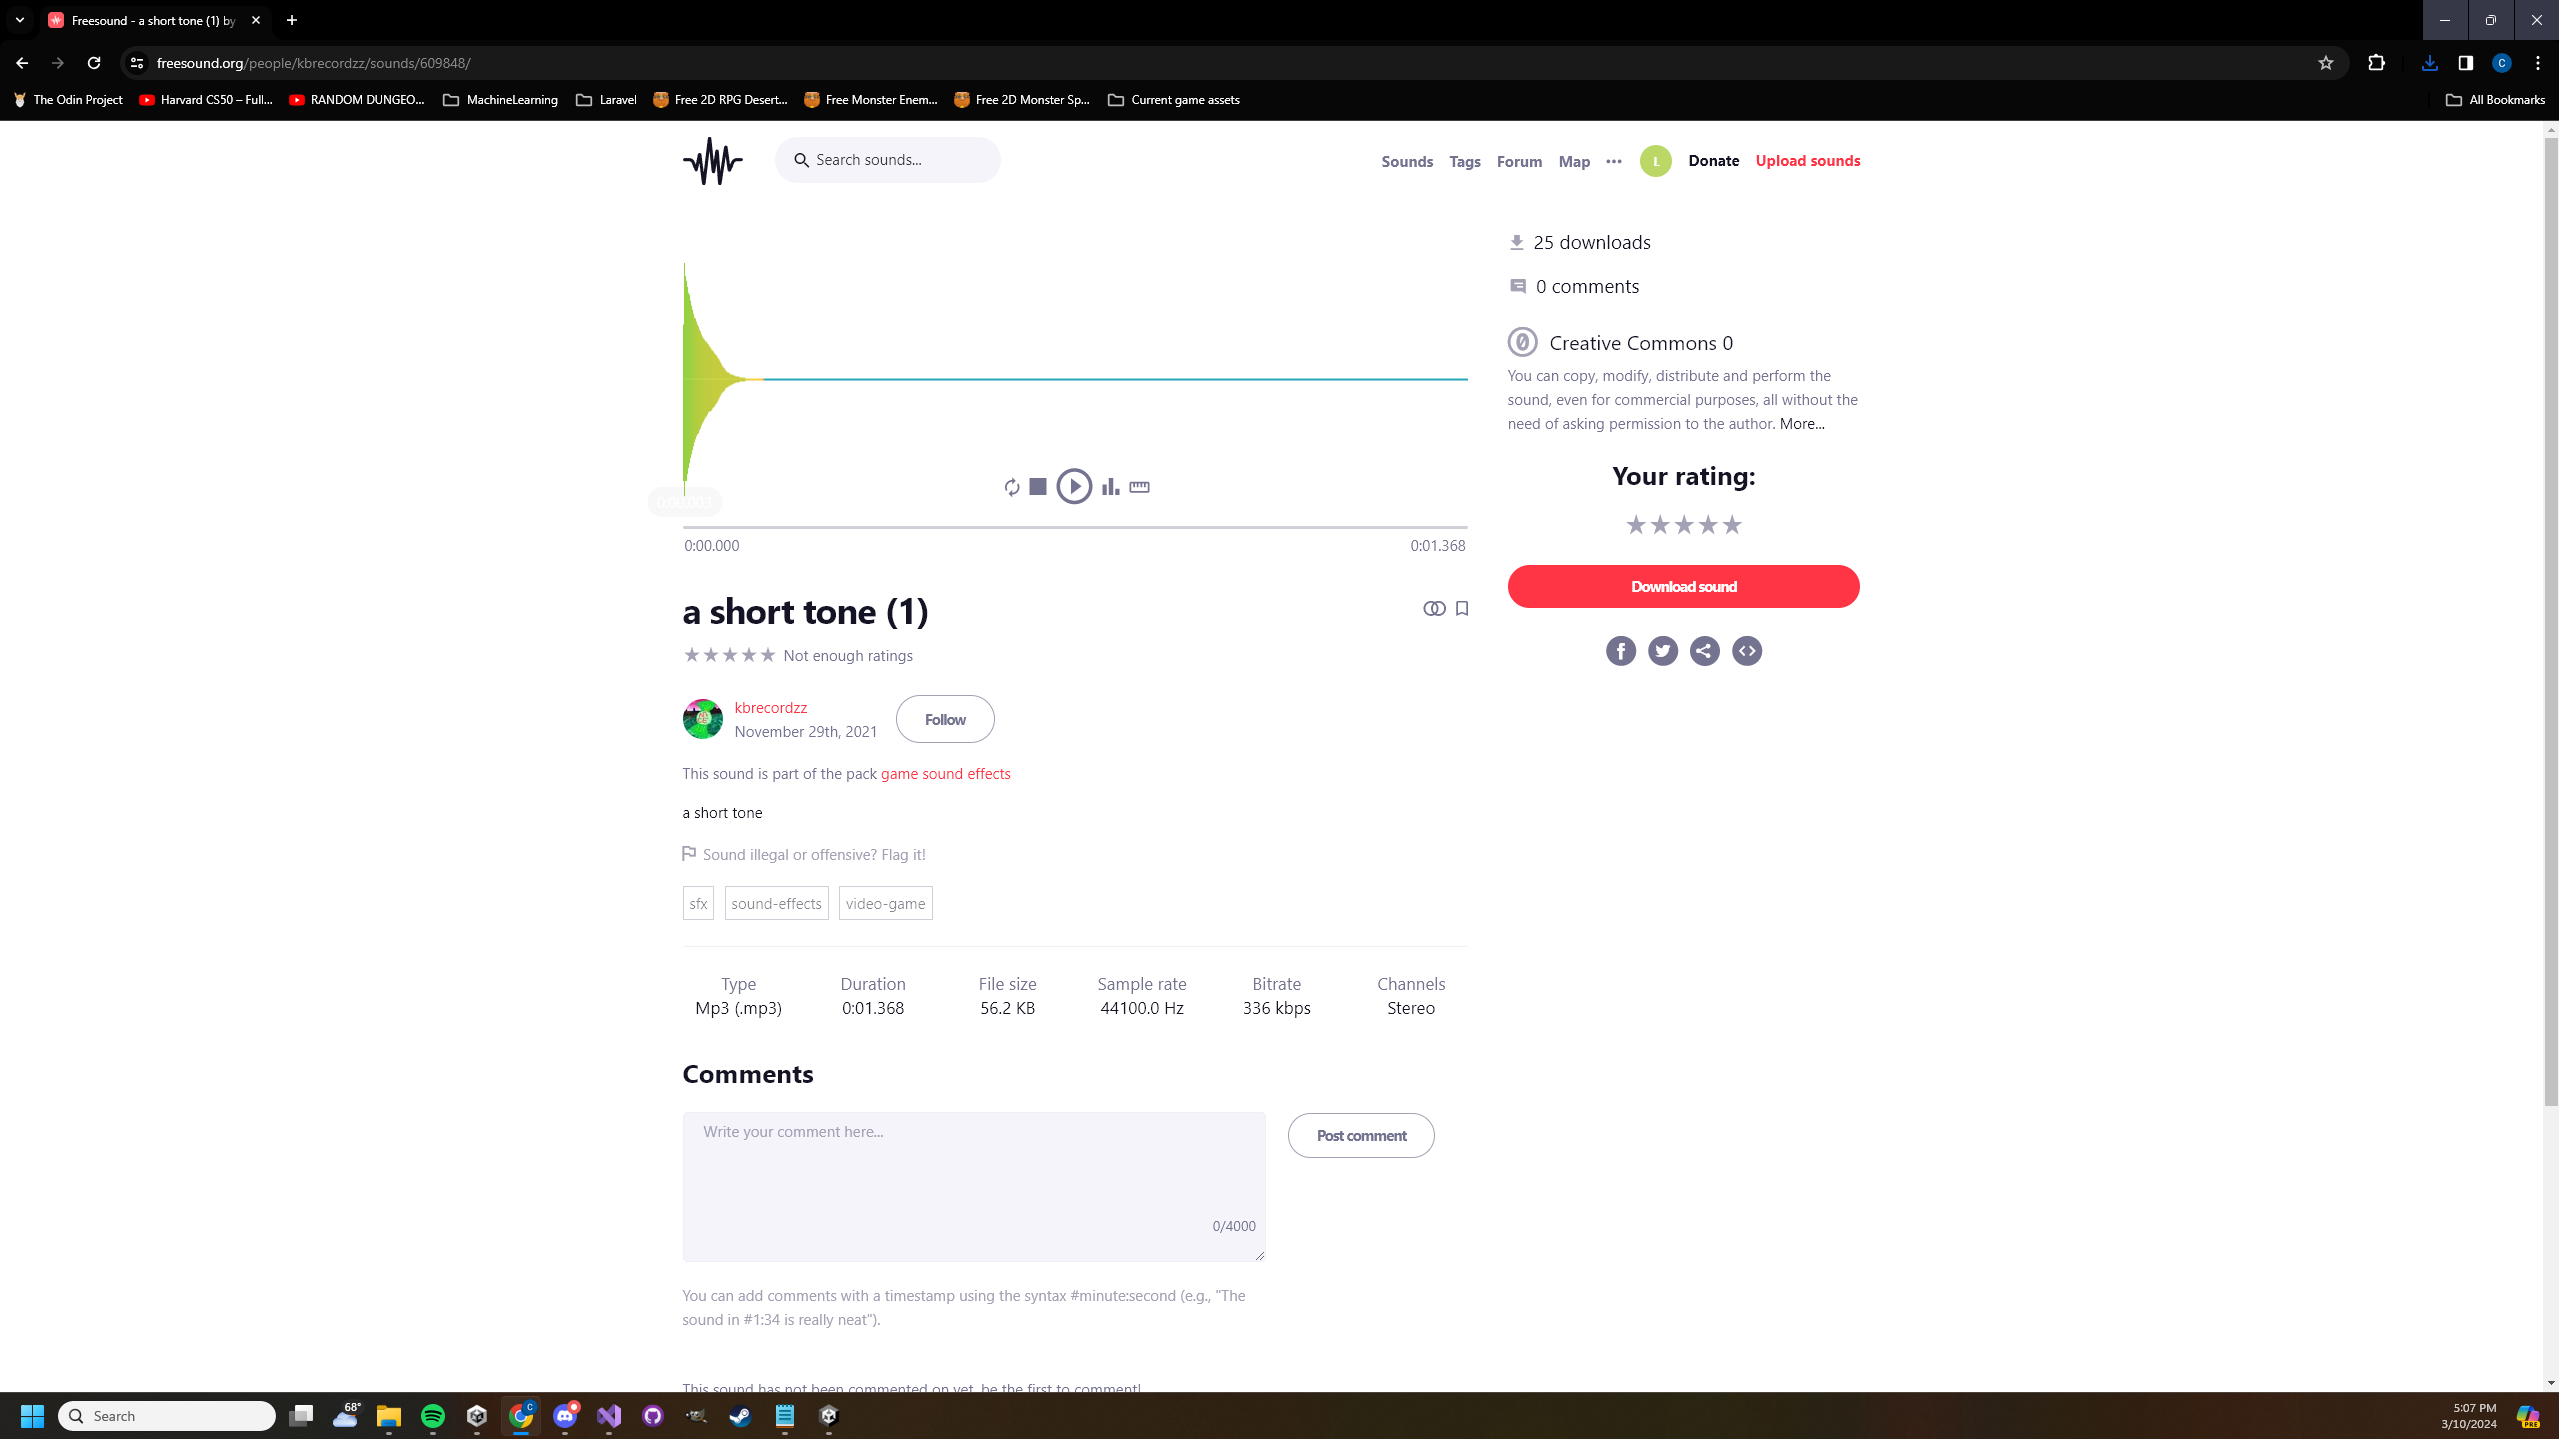 Freesound - a short tone (1) by
freesound.org/people/kbrecordzz/sounds/609848/
The Odin Project
Harvard CS50 – Full...
RANDOM DUNGEO...
MachineLearning
Laravel
Free 2D RPG Desert...
Free Monster Enem...
Free 2D Monster Sp...
Current game assets
All Bookmarks
Search sounds...
Sounds
Tags
Forum
Map
L
Donate
Upload sounds
25 downloads
0 comments
Creative Commons 0
You can copy, modify, distribute and perform the
sound, even for commercial purposes, all without the
need of asking permission to the author. More...
Your rating:
Download sound
0:00.003
0:00.000
0:01.368
a short tone (1)
Not enough ratings
kbrecordzz
November 29th, 2021
Follow
This sound is part of the pack game sound effects
a short tone
Sound illegal or offensive? Flag it!
sfx
sound-effects
video-game
Type
Duration
File size
Sample rate
Bitrate
Channels
Mp3 (.mp3)
0:01.368
56.2 KB
44100.0 Hz
336 kbps
Stereo
Comments
Write your comment here...
0/4000
Post comment
You can add comments with a timestamp using the syntax #minute:second (e.g., "The
sound in #1:34 is really neat").
This sound has not been commented on yet, be the first to comment!
Search
68°
C
5:07 PM
3/10/2024
PRE